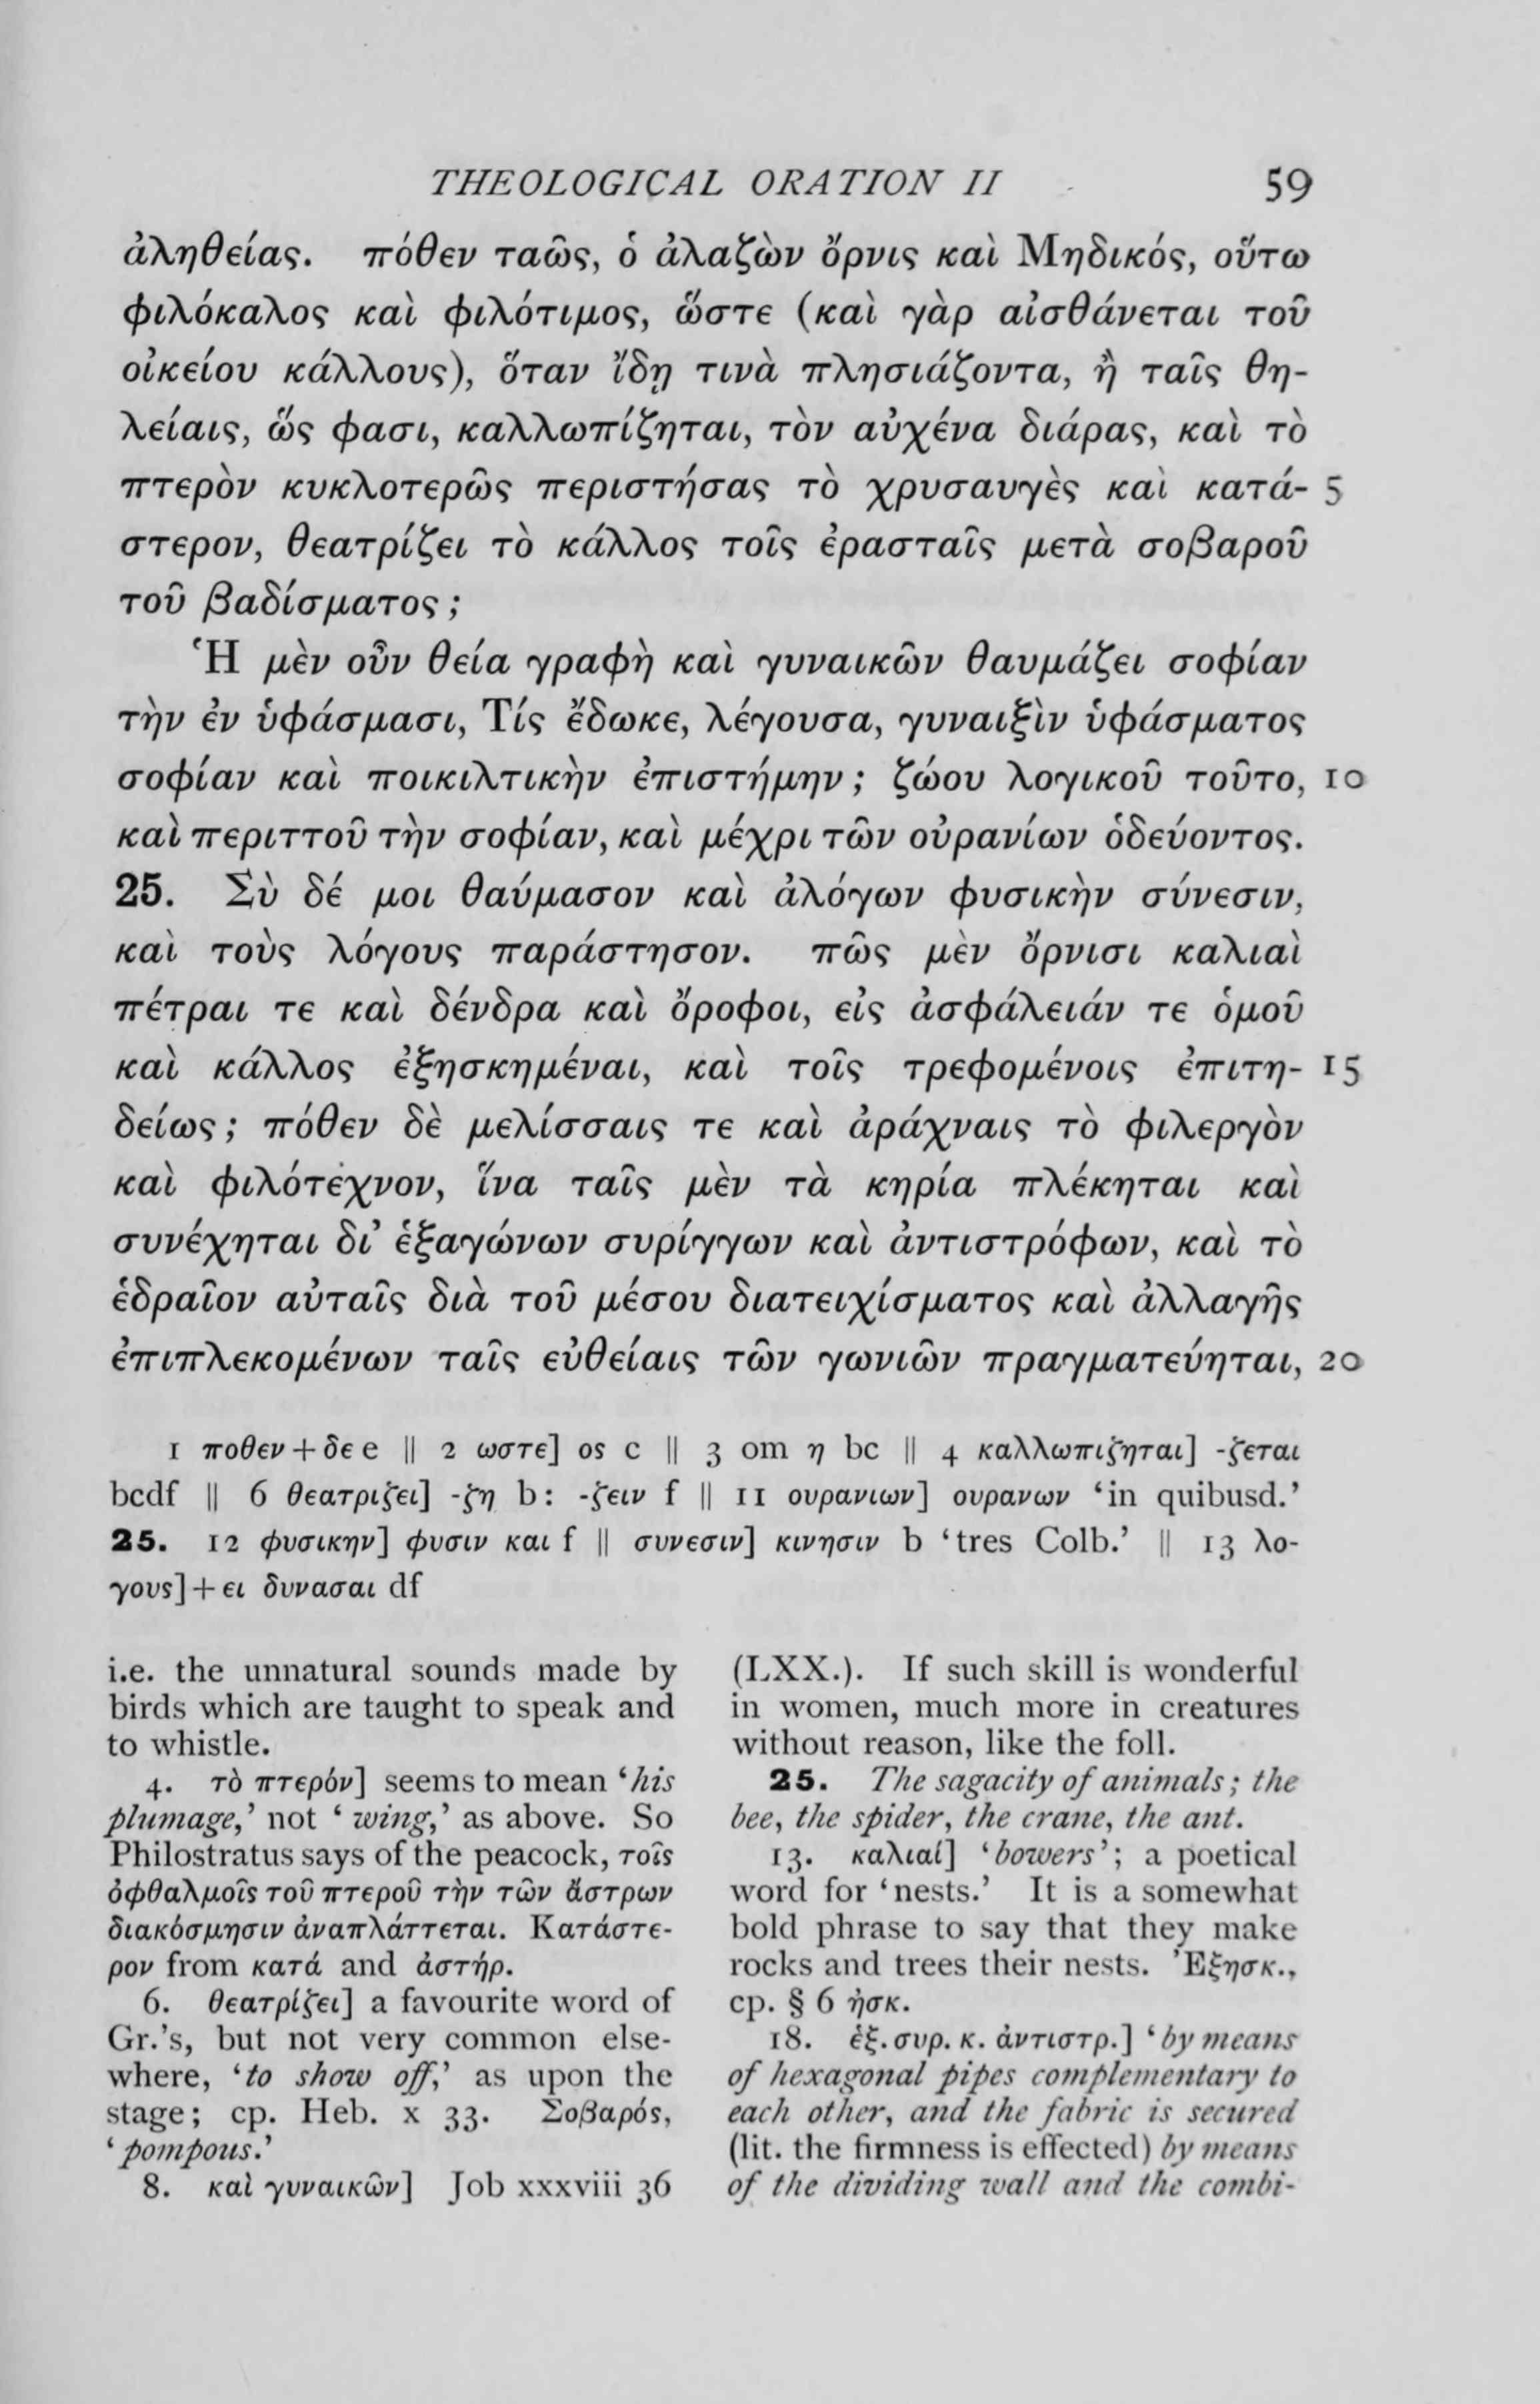 THEOLOGICAL ORATION II 59
ἀληθείας. πόθεν ταῶς, ὁ ἀλαζὼν ὄρνις καὶ Μηδικός, οὕτω
φιλόκαλος καὶ φιλότιμος, ὥστε (καὶ γὰρ αἰσθάνεται τοῦ
οἰκείου κάλλους), ὅταν ἴδῃ τινὰ πλησιάζοντα, ἢ ταῖς θη-
λείαις, ὥς φασι, καλλωπίζηται, τὸν αὐχένα διάρας, καὶ τὸ
πτερὸν κυκλοτερῶς περιστήσας τὸ χρυσαυγὲς καὶ κατά- 5
στερον, θεατρίζει τὸ κάλλος τοῖς ἐρασταῖς μετὰ σοβαροῦ
τοῦ βαδίσματος;
Ἡ μὲν οὖν θεία γραφὴ καὶ γυναικῶν θαυμάζει σοφίαν
τὴν ἐν ὑφάσμασι, Τίς ἔδωκε, λέγουσα, γυναιξὶν ὑφάσματος
σοφίαν καὶ ποικιλτικὴν ἐπιστήμην; ζώου λογικοῦ τοῦτο, 10
καὶ περιττοῦ τὴν σοφίαν, καὶ μέχρι τῶν οὐρανίων ὁδεύοντος.
25. Σὺ δέ μοι θαύμασον καὶ ἀλόγων φυσικὴν σύνεσιν,
καὶ τοὺς λόγους παράστησον. πῶς μὲν ὄρνισι καλιαὶ
πέτραι τε καὶ δένδρα καὶ ὄροφοι, εἰς ἀσφάλειάν τε ὁμοῦ
καὶ κάλλος ἐξησκημέναι, καὶ τοῖς τρεφομένοις ἐπιτη- 15
δείως; πόθεν δὲ μελίσσαις τε καὶ ἀράχναις τὸ φιλεργὸν
καὶ φιλότεχνον, ἵνα ταῖς μὲν τὰ κηρία πλέκηται καὶ
συνέχηται δι’ ἑξαγώνων συρίγγων καὶ ἀντιστρόφων, καὶ τὸ
ἑδραῖον αὐταῖς διὰ τοῦ μέσου διατειχίσματος καὶ ἀλλαγῆς
ἐπιπλεκομένων ταῖς εὐθείαις τῶν γωνιῶν πραγματεύηται, 20
1 ποθεν + δε e || 2 ωστε] os c || 3 om η bc || 4 καλλωπιζηται] -ζεται
bcdf || 6 θεατριζει] -ζη b: -ζειν f || 11 ουρανιων] ουρανων ‘in quibusd.’
25. 12 φυσικην] φυσιν και f || συνεσιν] κινησιν b ‘tres Colb.’ || 13 λο-
γους] + ει δυνασαι df
i.e. the unnatural sounds made by
birds which are taught to speak and
to whistle.
4. τὸ πτερόν] seems to mean ‘his
plumage,’ not ‘wing,’ as above. So
Philostratus says of the peacock, τοῖς
ὀφθαλμοῖς τοῦ πτεροῦ τὴν τῶν ἄστρων
διακόσμησιν ἀναπλάττεται. Κατάστε-
ρον from κατά and ἀστήρ.
6. θεατρίζει] a favourite word of
Gr.’s, but not very common else-
where, ‘to show off,’ as upon the
stage; cp. Heb. x 33. Σοβαρός,
‘pompous.’
8. καὶ γυναικῶν] Job xxxviii 36
(LXX.). If such skill is wonderful
in women, much more in creatures
without reason, like the foll.
25. The sagacity of animals; the
bee, the spider, the crane, the ant.
13. καλιαί] ‘bowers’; a poetical
word for ‘nests.’ It is a somewhat
bold phrase to say that they make
rocks and trees their nests. Ἐξησκ.,
cp. § 6 ἠσκ.
18. ἑξ. συρ. κ. ἀντιστρ.] ‘by means
of hexagonal pipes complementary to
each other, and the fabric is secured
(lit. the firmness is effected) by means
of the dividing wall and the combi-